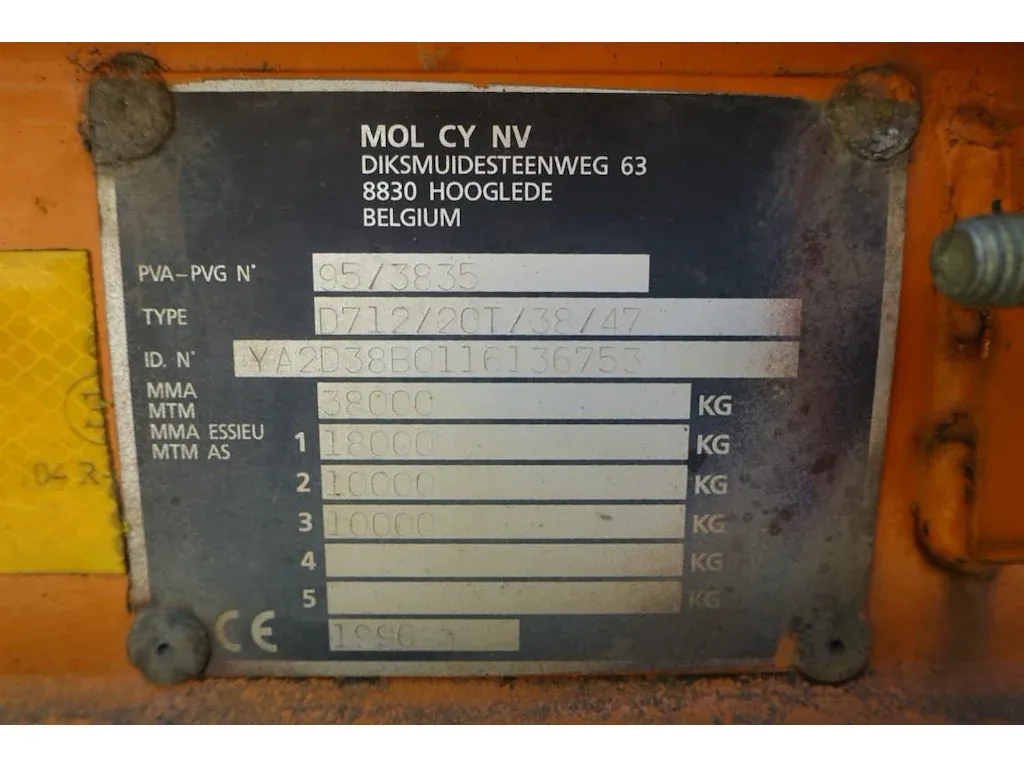 MOL CY NV
DIKSMUIDESTEENWEG 63
8830 HOOGLEDE
BELGIUM
PVA-PVG N° 95/3835
TYPE D712/20T/38/47
ID. N° YA2D38B0116136753
MMA
MTM 38000 KG
MMA ESSIEU
MTM AS 1 18000 KG
2 10000 KG
3 10000 KG
4 KG
5 KG
CE
04